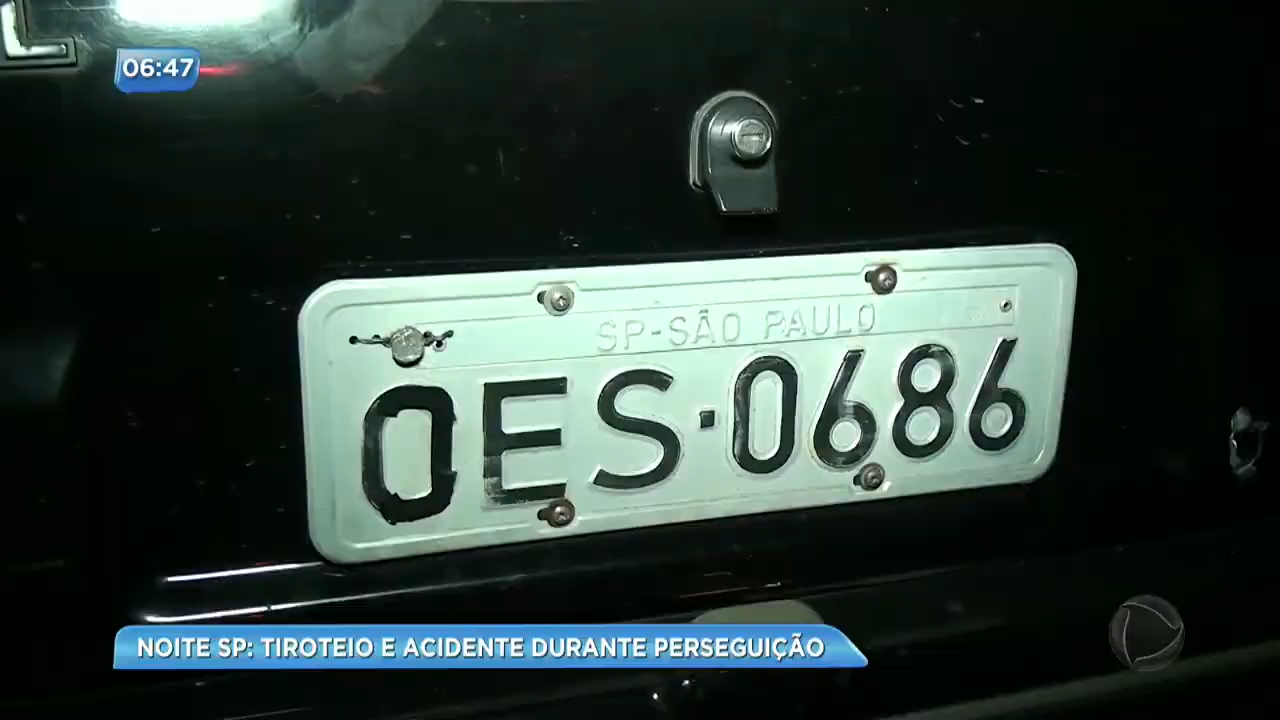 06:47
SP-SÃO PAULO
OES·0686
NOITE SP: TIROTEIO E ACIDENTE DURANTE PERSEGUIÇÃO